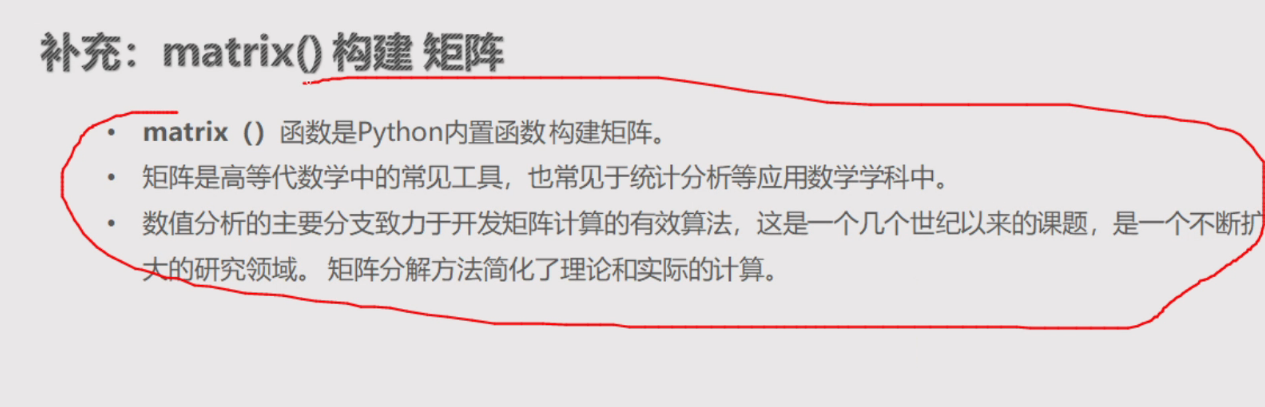 补充：matrix() 构建 矩阵
• matrix（）函数是Python内置函数 构建矩阵。
• 矩阵是高等代数学中的常见工具，也常见于统计分析等应用数学学科中。
• 数值分析的主要分支致力于开发矩阵计算的有效算法，这是一个几个世纪以来的课题，是一个不断扩
大的研究领域。 矩阵分解方法简化了理论和实际的计算。